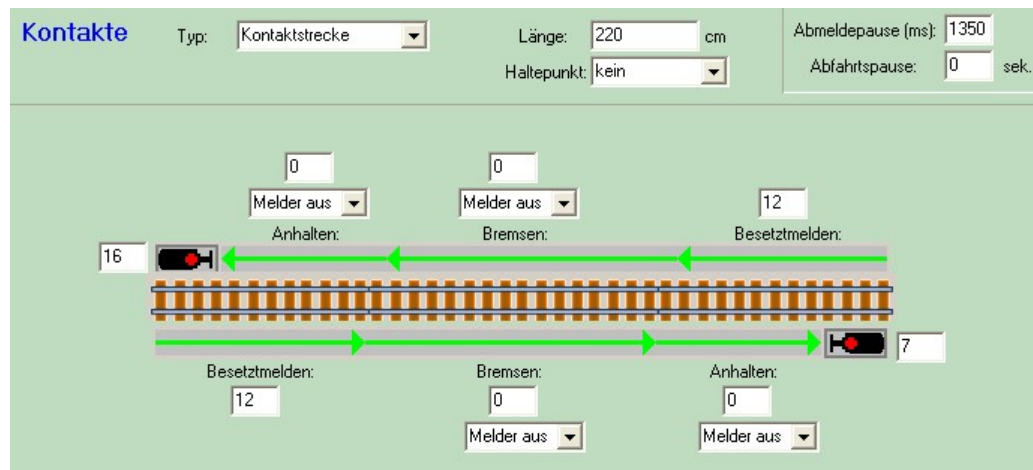 Kontakte Typ: Kontaktstrecke Länge: 220 cm Abmeldepause (ms): 1350
Haltepunkt: kein Abfahrtspause: 0 sek.
0 0
Melder aus Melder aus 12
Anhalten: Bremsen: Besetztmelden:
16
7
Besetztmelden: Bremsen: Anhalten:
12 0 0
Melder aus Melder aus